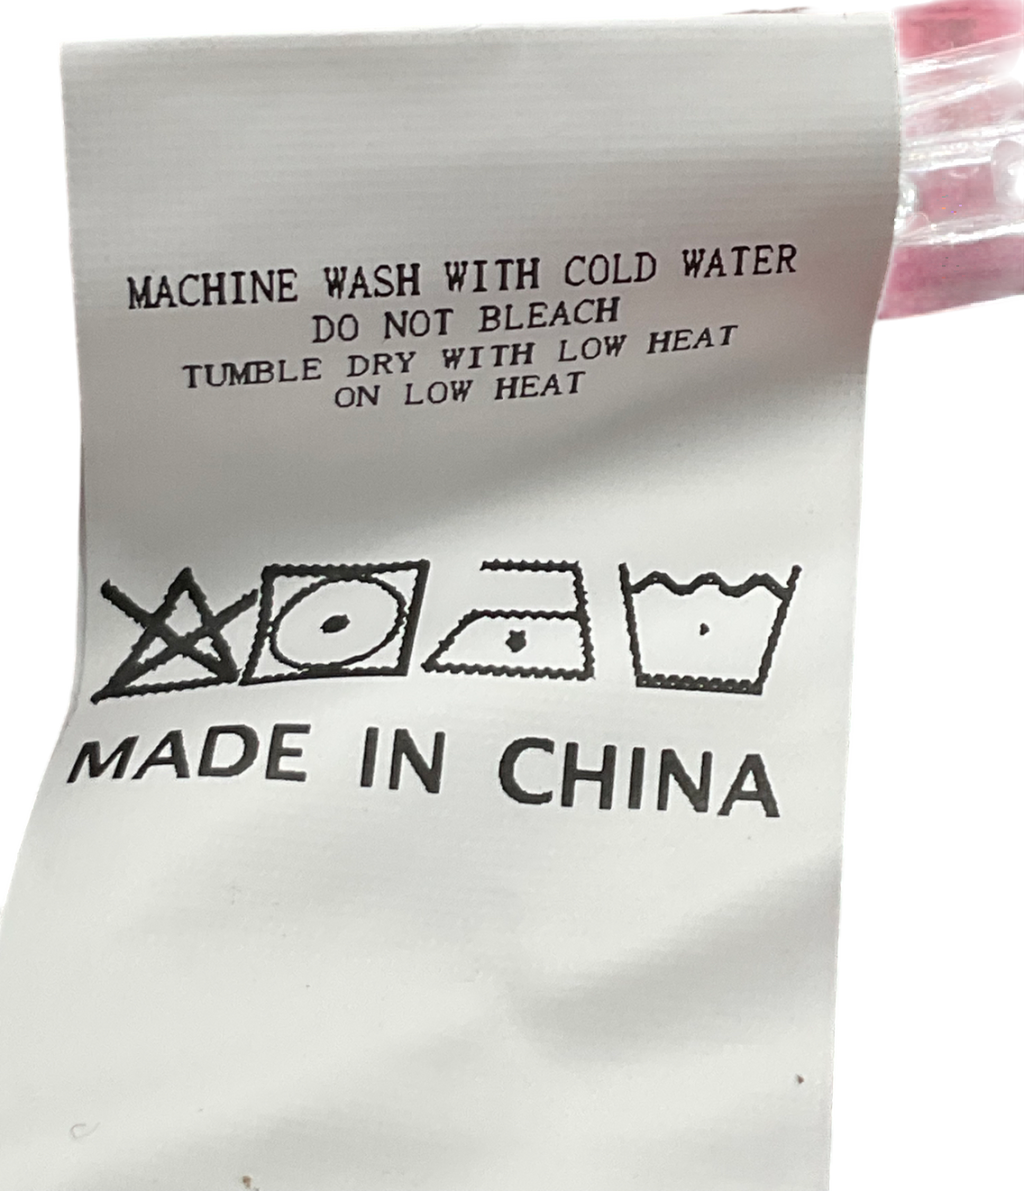 MACHINE WASH WITH COLD WATER
DO NOT BLEACH
TUMBLE DRY WITH LOW HEAT
ON LOW HEAT
MADE IN CHINA